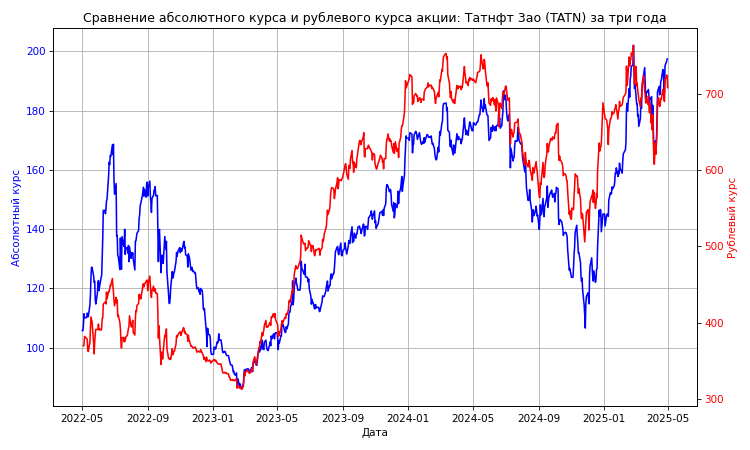 Сравнение абсолютного курса и рублевого курса акции: Татнфт 3ао (TATN) за три года
200
180
160
140
120
100
Абсолютный курс
700
600
500
400
300
Рублевый курс
2022-05 2022-09 2023-01 2023-05 2023-09 2024-01 2024-05 2024-09 2025-01 2025-05
Дата